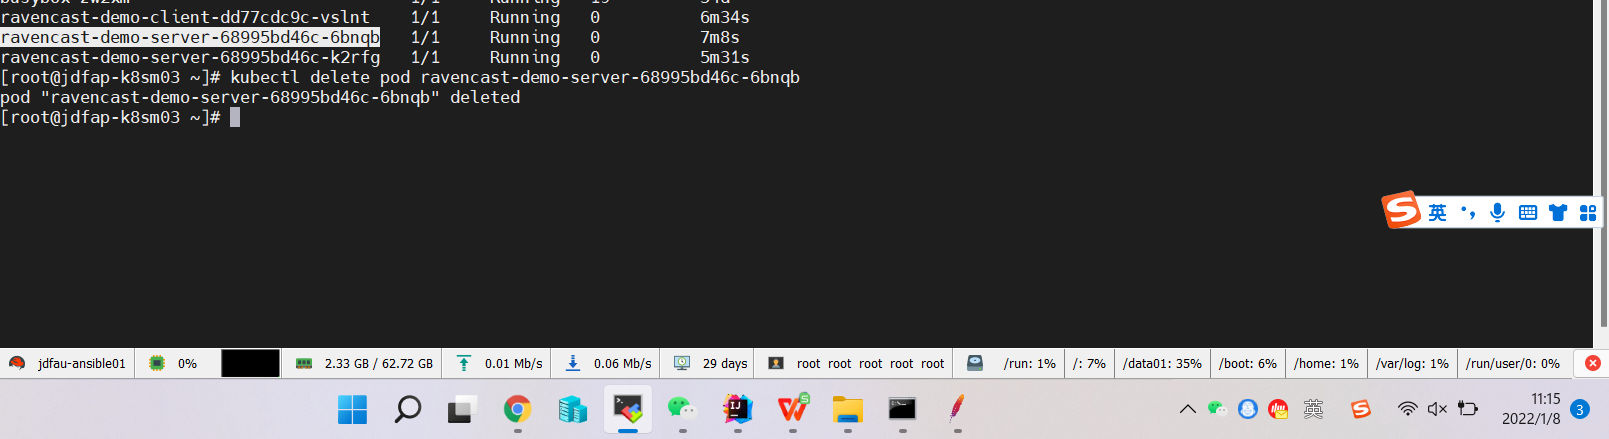 ravencast-demo-client-dd77cdc9c-vslnt 1/1 Running 0 6m34s
ravencast-demo-server-68995bd46c-6bnqb 1/1 Running 0 7m8s
ravencast-demo-server-68995bd46c-k2rfg 1/1 Running 0 5m31s
[root@jdfap-k8sm03 ~]# kubectl delete pod ravencast-demo-server-68995bd46c-6bnqb
pod "ravencast-demo-server-68995bd46c-6bnqb" deleted
[root@jdfap-k8sm03 ~]#
英
jdfau-ansible01 0% 2.33 GB / 62.72 GB 0.01 Mb/s 0.06 Mb/s 29 days root root root root root /run: 1% /: 7% /data01: 35% /boot: 6% /home: 1% /var/log: 1% /run/user/0: 0%
英 11:15
2022/1/8 3